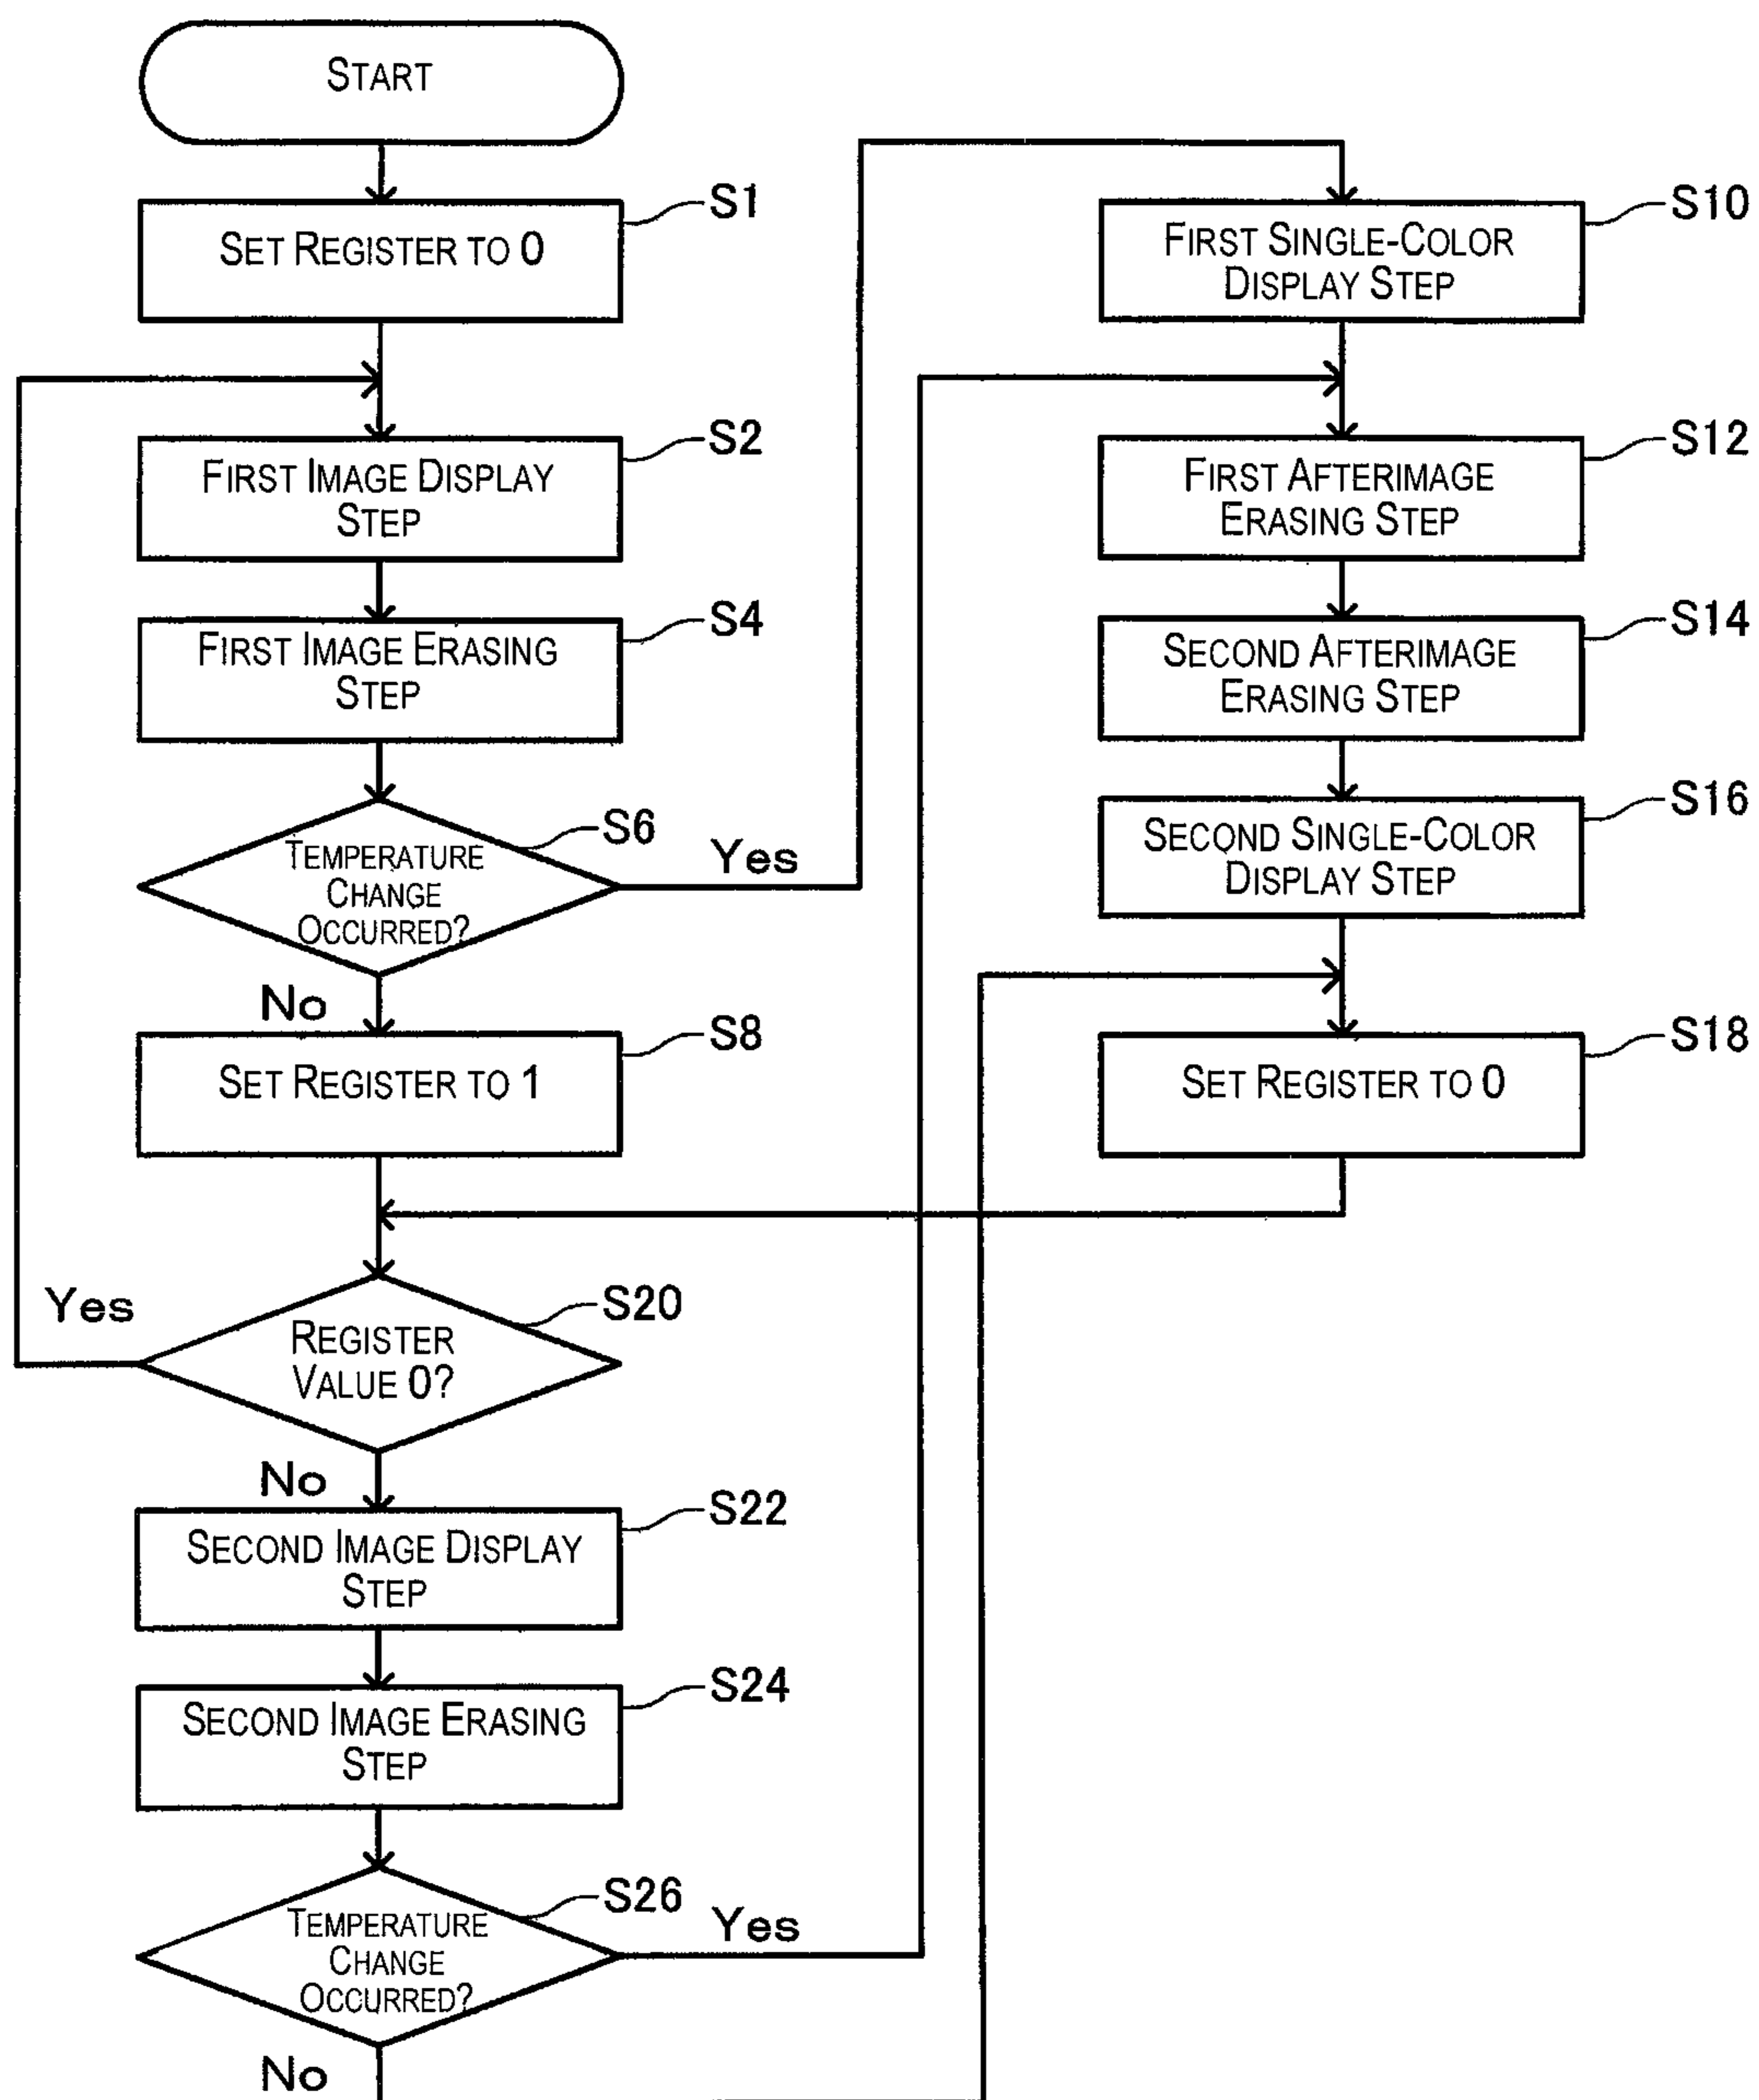 START
SET REGISTER TO 0
S1
FIRST IMAGE DISPLAY
STEP
S2
FIRST IMAGE ERASING
STEP
S4
TEMPERATURE
CHANGE
OCCURRED?
S6
Yes
No
SET REGISTER TO 1
S8
FIRST SINGLE-COLOR
DISPLAY STEP
S10
FIRST AFTERIMAGE
ERASING STEP
S12
SECOND AFTERIMAGE
ERASING STEP
S14
SECOND SINGLE-COLOR
DISPLAY STEP
S16
SET REGISTER TO 0
S18
REGISTER
VALUE 0?
S20
Yes
No
SECOND IMAGE DISPLAY
STEP
S22
SECOND IMAGE ERASING
STEP
S24
TEMPERATURE
CHANGE
OCCURRED?
S26
Yes
No